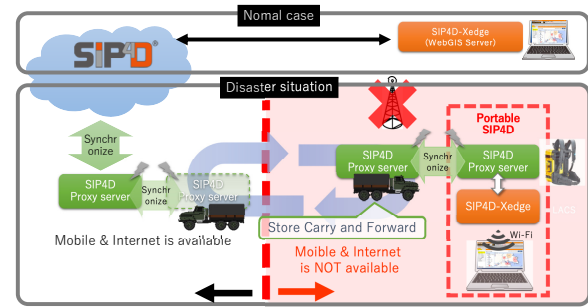 Nomal case
SIP4D®
SIP4D-Xedge
(WebGIS Server)
Disaster situation
Portable
SIP4D
Synchr
onize
SIP4D
Proxy server
Synchr
onize
SIP4D
Proxy server
SIP4D
Proxy server
Synchr
onize
SIP4D
Proxy server
SIP4D-Xedge
Store Carry and Forward
Wi-Fi
Mobile & Internet is available
Moible & Internet
is NOT available